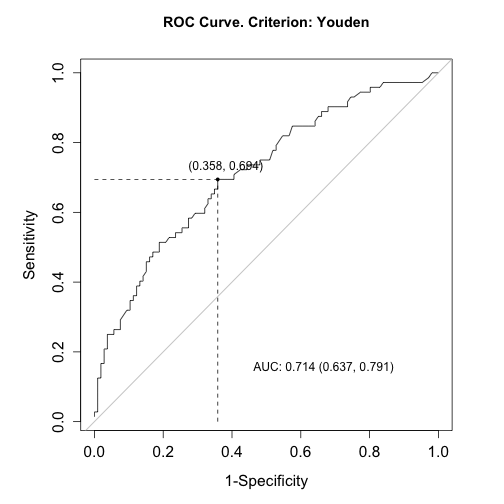 ROC Curve. Criterion: Youden
1.0
0.8
0.6
0.4
0.2
0.0
Sensitivity
(0.358, 0.694)
AUC: 0.714 (0.637, 0.791)
0.0 0.2 0.4 0.6 0.8 1.0
1-Specificity